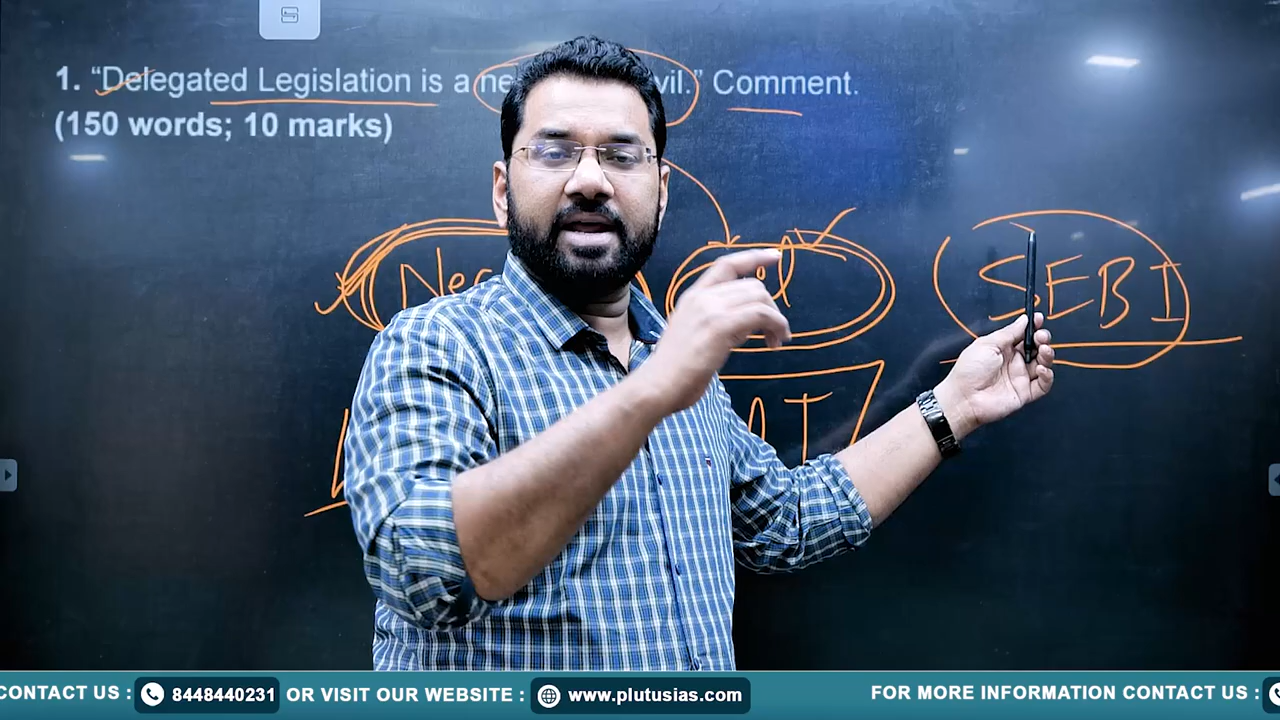 1. “Delegated Legislation is a vil.” Comment.
(150 words; 10 marks)
SEBI
CONTACT US : 8448440231 OR VISIT OUR WEBSITE : www.plutusias.com FOR MORE INFORMATION CONTACT US :